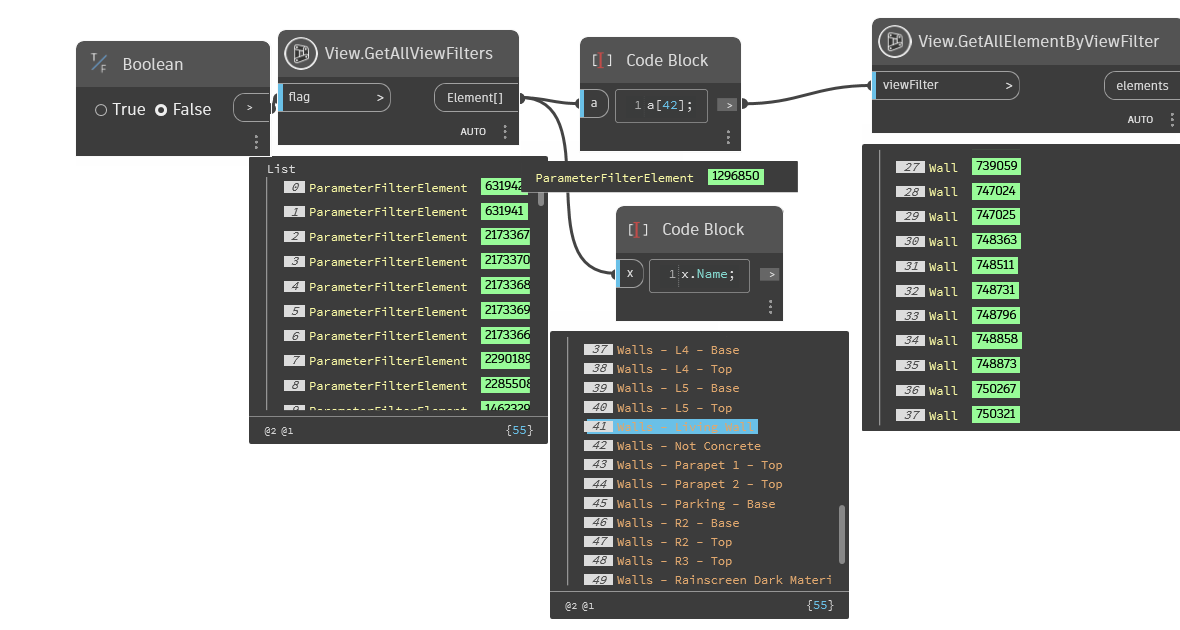 T/F Boolean
True False >
View.GetAllViewFilters
flag > Element[]
AUTO
List
0 ParameterFilterElement 631942
1 ParameterFilterElement 631941
2 ParameterFilterElement 2173367
3 ParameterFilterElement 2173370
4 ParameterFilterElement 2173368
5 ParameterFilterElement 2173369
6 ParameterFilterElement 2173366
7 ParameterFilterElement 2290189
8 ParameterFilterElement 2285508
9 ParameterFilterElement 1462329
@2 @1 {55}
[I] Code Block
a 1 a[42]; >
ParameterFilterElement 1296850
[I] Code Block
x 1 x.Name; >
37 Walls - L4 - Base
38 Walls - L4 - Top
39 Walls - L5 - Base
40 Walls - L5 - Top
41 Walls - Living Wall
42 Walls - Not Concrete
43 Walls - Parapet 1 - Top
44 Walls - Parapet 2 - Top
45 Walls - Parking - Base
46 Walls - R2 - Base
47 Walls - R2 - Top
48 Walls - R3 - Top
49 Walls - Rainscreen Dark Materi
@2 @1 {55}
View.GetAllElementByViewFilter
viewFilter > elements
AUTO
27 Wall 739059
28 Wall 747024
29 Wall 747025
30 Wall 748363
31 Wall 748511
32 Wall 748731
33 Wall 748796
34 Wall 748858
35 Wall 748873
36 Wall 750267
37 Wall 750321